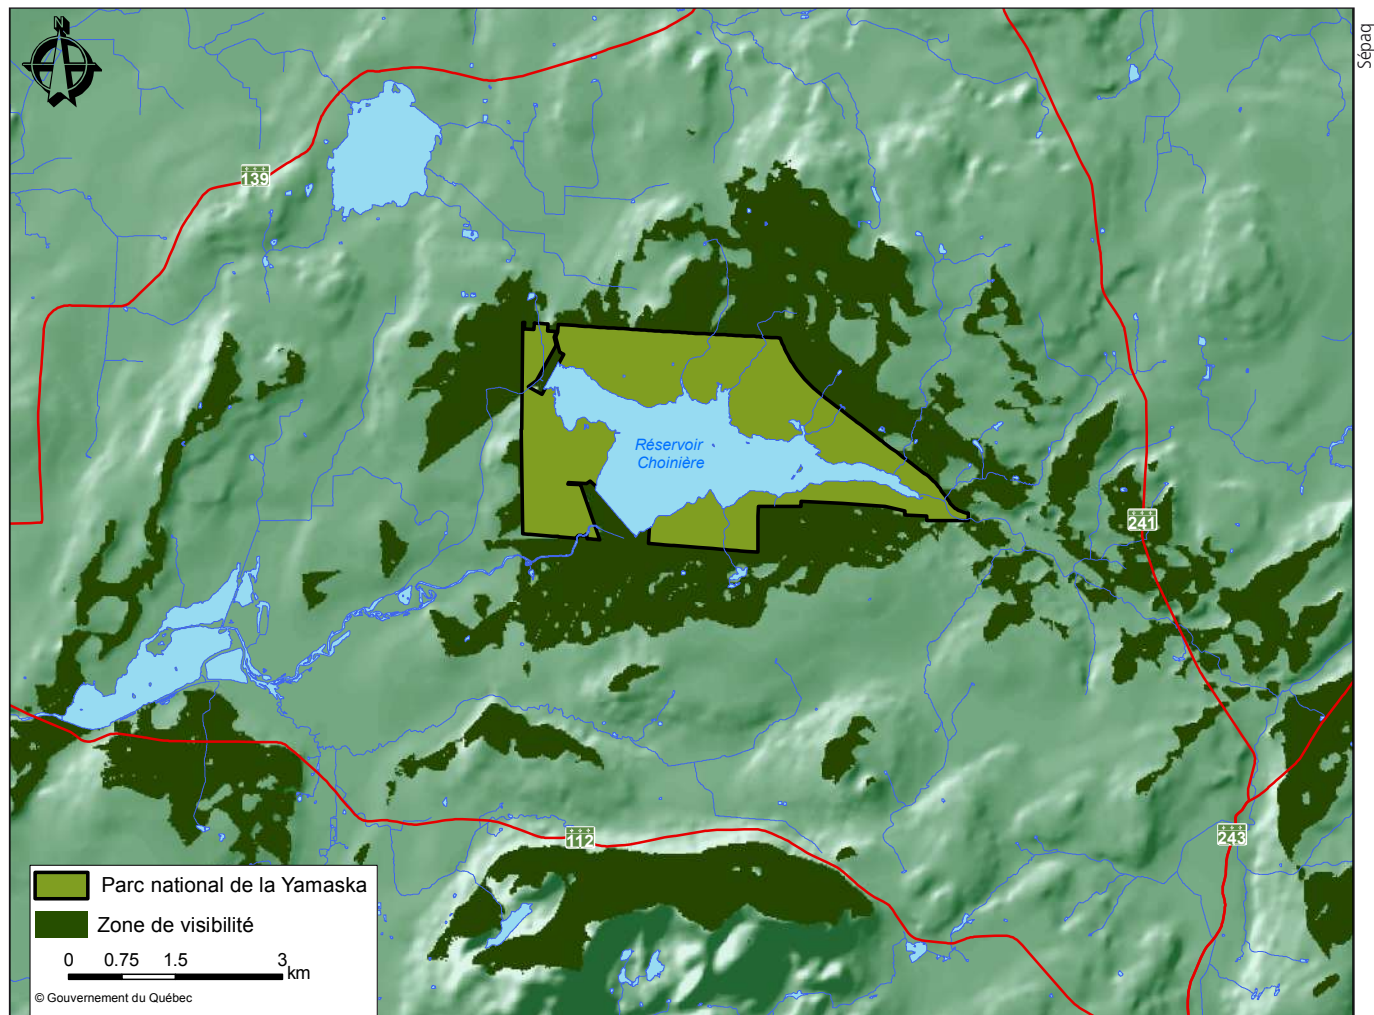 N
Sépaq
139
Réservoir
Choinière
241
112
243
Parc national de la Yamaska
Zone de visibilité
0 0.75 1.5 3 km
© Gouvernement du Québec